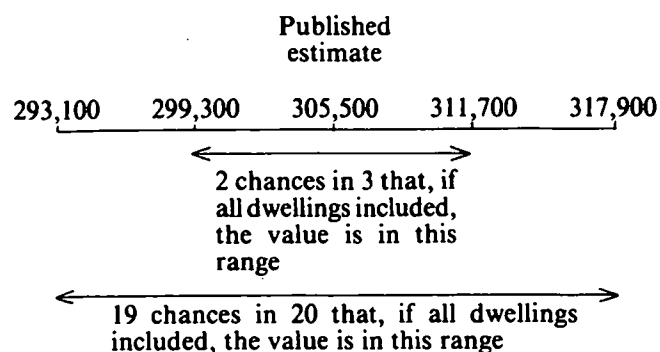 Published
estimate
293,100 299,300 305,500 311,700 317,900
2 chances in 3 that, if
all dwellings included,
the value is in this
range
19 chances in 20 that, if all dwellings
included, the value is in this range